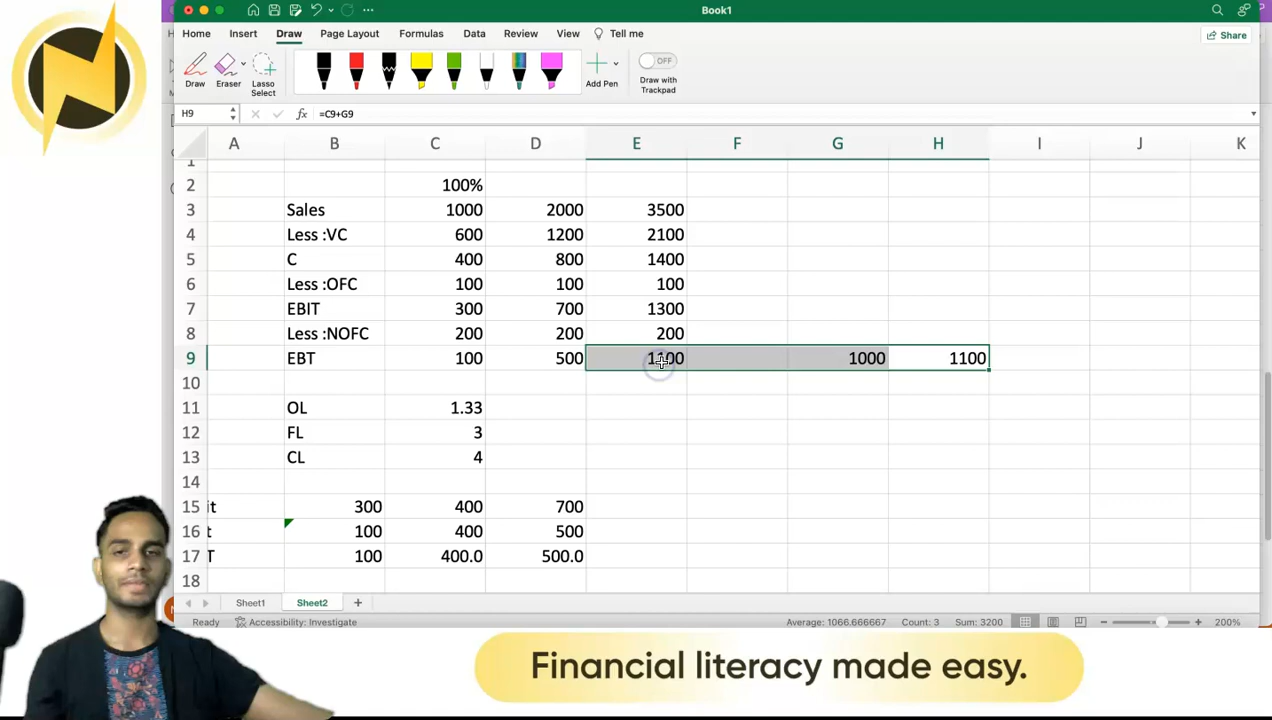 Book1
Home Insert Draw Page Layout Formulas Data Review View Tell me
Share
OFF
Draw Eraser Lasso Select Add Pen Draw with Trackpad
H9 fx =C9+G9
A B C D E F G H I J K
1
2 100%
3 Sales 1000 2000 3500
4 Less :VC 600 1200 2100
5 C 400 800 1400
6 Less :OFC 100 100 100
7 EBIT 300 700 1300
8 Less :NOFC 200 200 200
9 EBT 100 500 1100 1000 1100
10
11 OL 1.33
12 FL 3
13 CL 4
14
15 it 300 400 700
16 t 100 400 500
17 T 100 400.0 500.0
18
Sheet1 Sheet2 +
Ready Accessibility: Investigate Average: 1066.666667 Count: 3 Sum: 3200 200%
Financial literacy made easy.